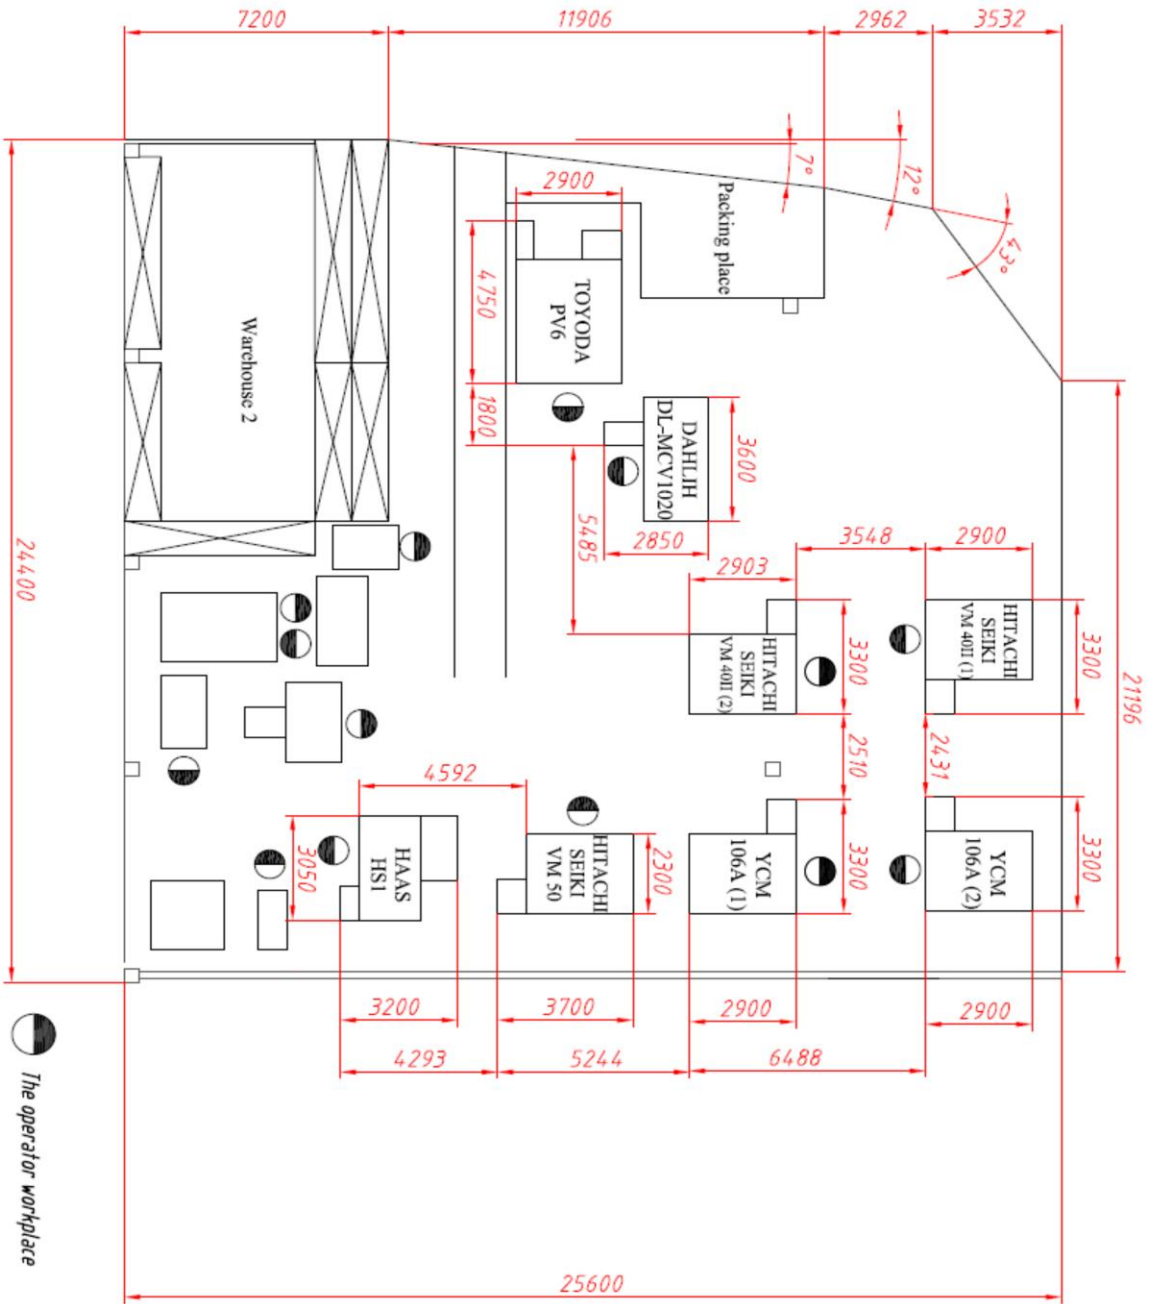 7200
11906
2962
3532
7°
12°
43°
2900
Packing place
4750
TOYODA
PV6
1800
Warehouse 2
DAHLIH
DL-MCV1020
3600
2850
5485
24400
3548
2900
2903
HITACHI
SEIKI
VM 40II (2)
3300
HITACHI
SEIKI
VM 40II (1)
3300
21196
2510
2431
4592
3050
HAAS
HS1
HITACHI
SEIKI
VM 50
2300
YCM
106A (1)
3300
YCM
106A (2)
3300
3200
3700
2900
2900
4293
5244
6488
The operator workplace
25600